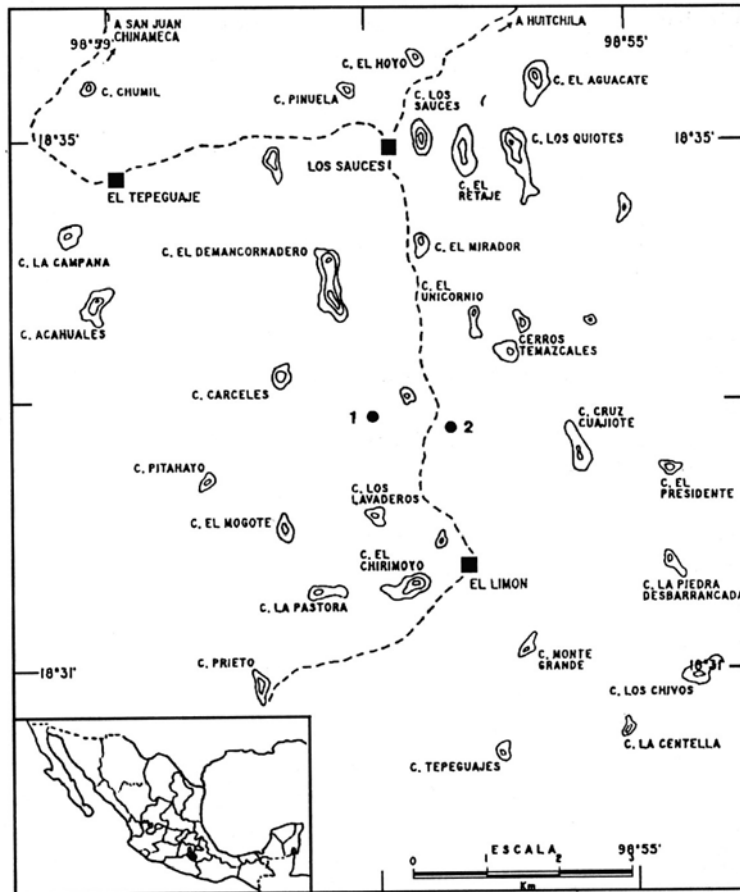 A SAN JUAN
CHINAMECA
98°59'
A HUITCHILA
98°55'
C. CHUMIL
C. EL HOYO
C. PINUELA
C. LOS
SAUCES
C. EL AGUACATE
18°35'
LOS SAUCES
C. LOS QUIOTES
18°35'
EL TEPEGUAJE
C. EL
RETAJE
C. LA CAMPANA
C. EL DEMANCORNADERO
C. EL MIRADOR
C. EL
UNICORNIO
C. ACAHUALES
CERROS
TEMAZCALES
C. CARCELES
1
2
C. CRUZ
CUAJIOTE
C. PITAHAYO
C. LOS
LAVADEROS
C. EL
PRESIDENTE
C. EL MOGOTE
C. EL
CHIRIMOYO
EL LIMON
C. LA PIEDRA
DESBARRANCADA
C. LA PASTORA
C. PRIETO
C. MONTE
GRANDE
18°31'
18°31'
C. LOS CHIVOS
C. LA CENTELLA
C. TEPEGUAJES
ESCALA
98°55'
0 1 2 3
Km